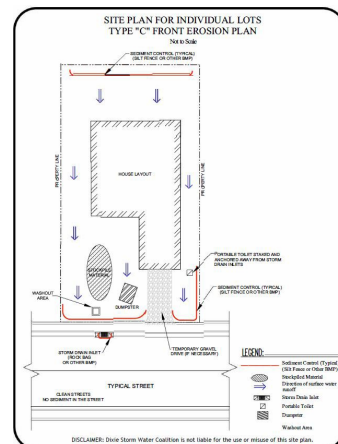 SITE PLAN FOR INDIVIDUAL LOTS
TYPE "C" FRONT EROSION PLAN
Not to Scale
SEDIMENT CONTROL (TYPICAL)
(SILT FENCE OR OTHER BMP)
PROPERTY LINE
HOUSE LAYOUT
PROPERTY LINE
PORTABLE TOILET STAKED AND
ANCHORED AWAY FROM STORM
DRAIN INLETS
STOCKPILE
MATERIAL
SEDIMENT CONTROL (TYPICAL)
(SILT FENCE OR OTHER BMP)
WASHOUT
AREA
DUMPSTER
STORM DRAIN INLET
(ROCK BAG
OR OTHER BMP)
TEMPORARY GRAVEL
DRIVE (IF NECESSARY)
TYPICAL STREET
CLEAN STREETS
NO SEDIMENT IN THE STREET
LEGEND:
Sediment Control (Typical)
(Silt Fence or Other BMP)
Stockpiled Material
Direction of surface water
runoff
Storm Drain Inlet
Portable Toilet
Dumpster
Washout Area
DISCLAIMER: Dixie Storm Water Coalition is not liable for the use or misuse of this site plan.